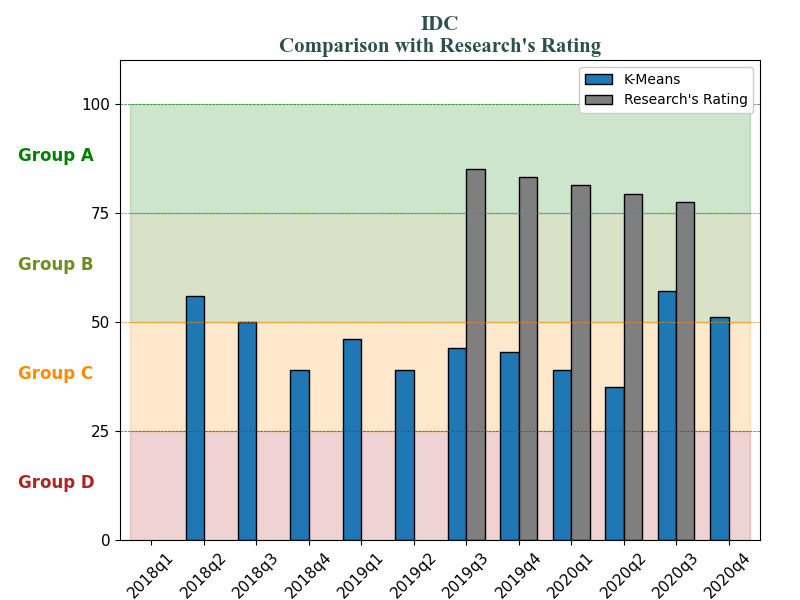 IDC
Comparison with Research's Rating
K-Means
Research's Rating
100
Group A
75
Group B
50
Group C
25
Group D
0
2018q1
2018q2
2018q3
2018q4
2019q1
2019q2
2019q3
2019q4
2020q1
2020q2
2020q3
2020q4